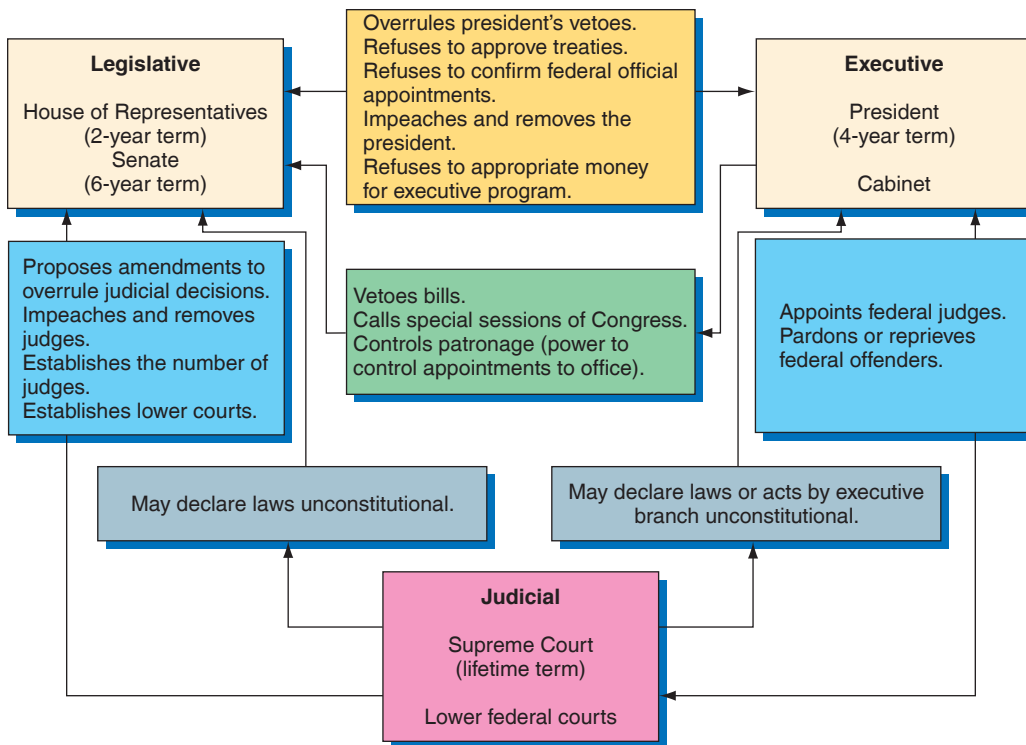 Legislative
House of Representatives
(2-year term)
Senate
(6-year term)
Overrules president’s vetoes.
Refuses to approve treaties.
Refuses to confirm federal official
appointments.
Impeaches and removes the
president.
Refuses to appropriate money
for executive program.
Executive
President
(4-year term)
Cabinet
Proposes amendments to
overrule judicial decisions.
Impeaches and removes
judges.
Establishes the number of
judges.
Establishes lower courts.
Vetoes bills.
Calls special sessions of Congress.
Controls patronage (power to
control appointments to office).
Appoints federal judges.
Pardons or reprieves
federal offenders.
May declare laws unconstitutional.
May declare laws or acts by executive
branch unconstitutional.
Judicial
Supreme Court
(lifetime term)
Lower federal courts